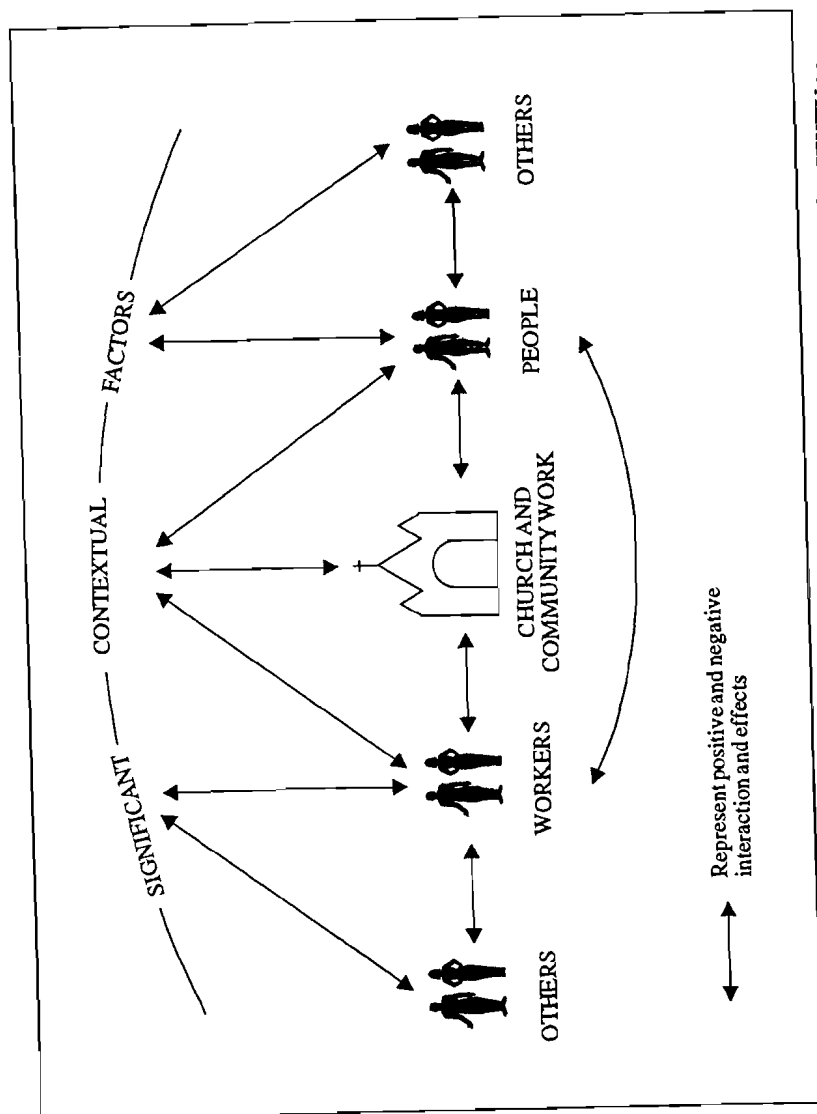 SIGNIFICANT CONTEXTUAL FACTORS
OTHERS
WORKERS
CHURCH AND
COMMUNITY WORK
PEOPLE
OTHERS
Represent positive and negative
interaction and effects